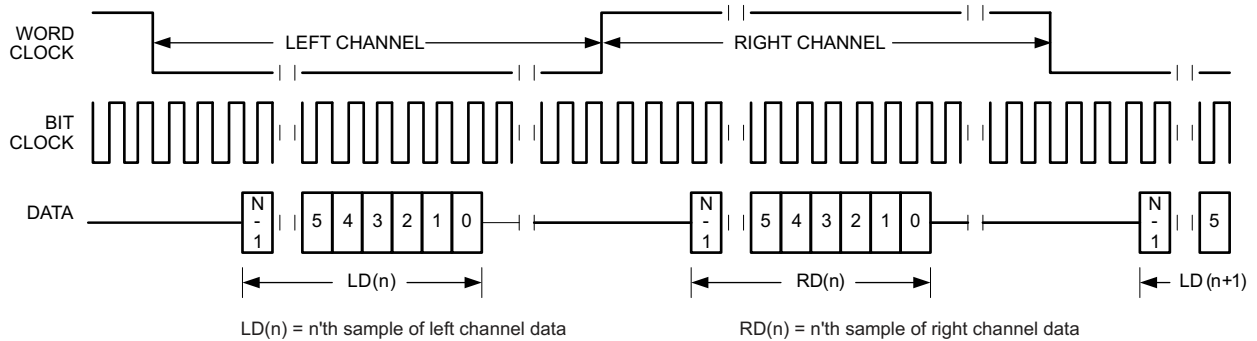 WORD
CLOCK
LEFT CHANNEL
RIGHT CHANNEL
BIT
CLOCK
DATA
N
-
1
5 4 3 2 1 0
N
-
1
5 4 3 2 1 0
N
-
1
5
LD(n)
RD(n)
LD (n+1)
LD(n) = n'th sample of left channel data
RD(n) = n'th sample of right channel data